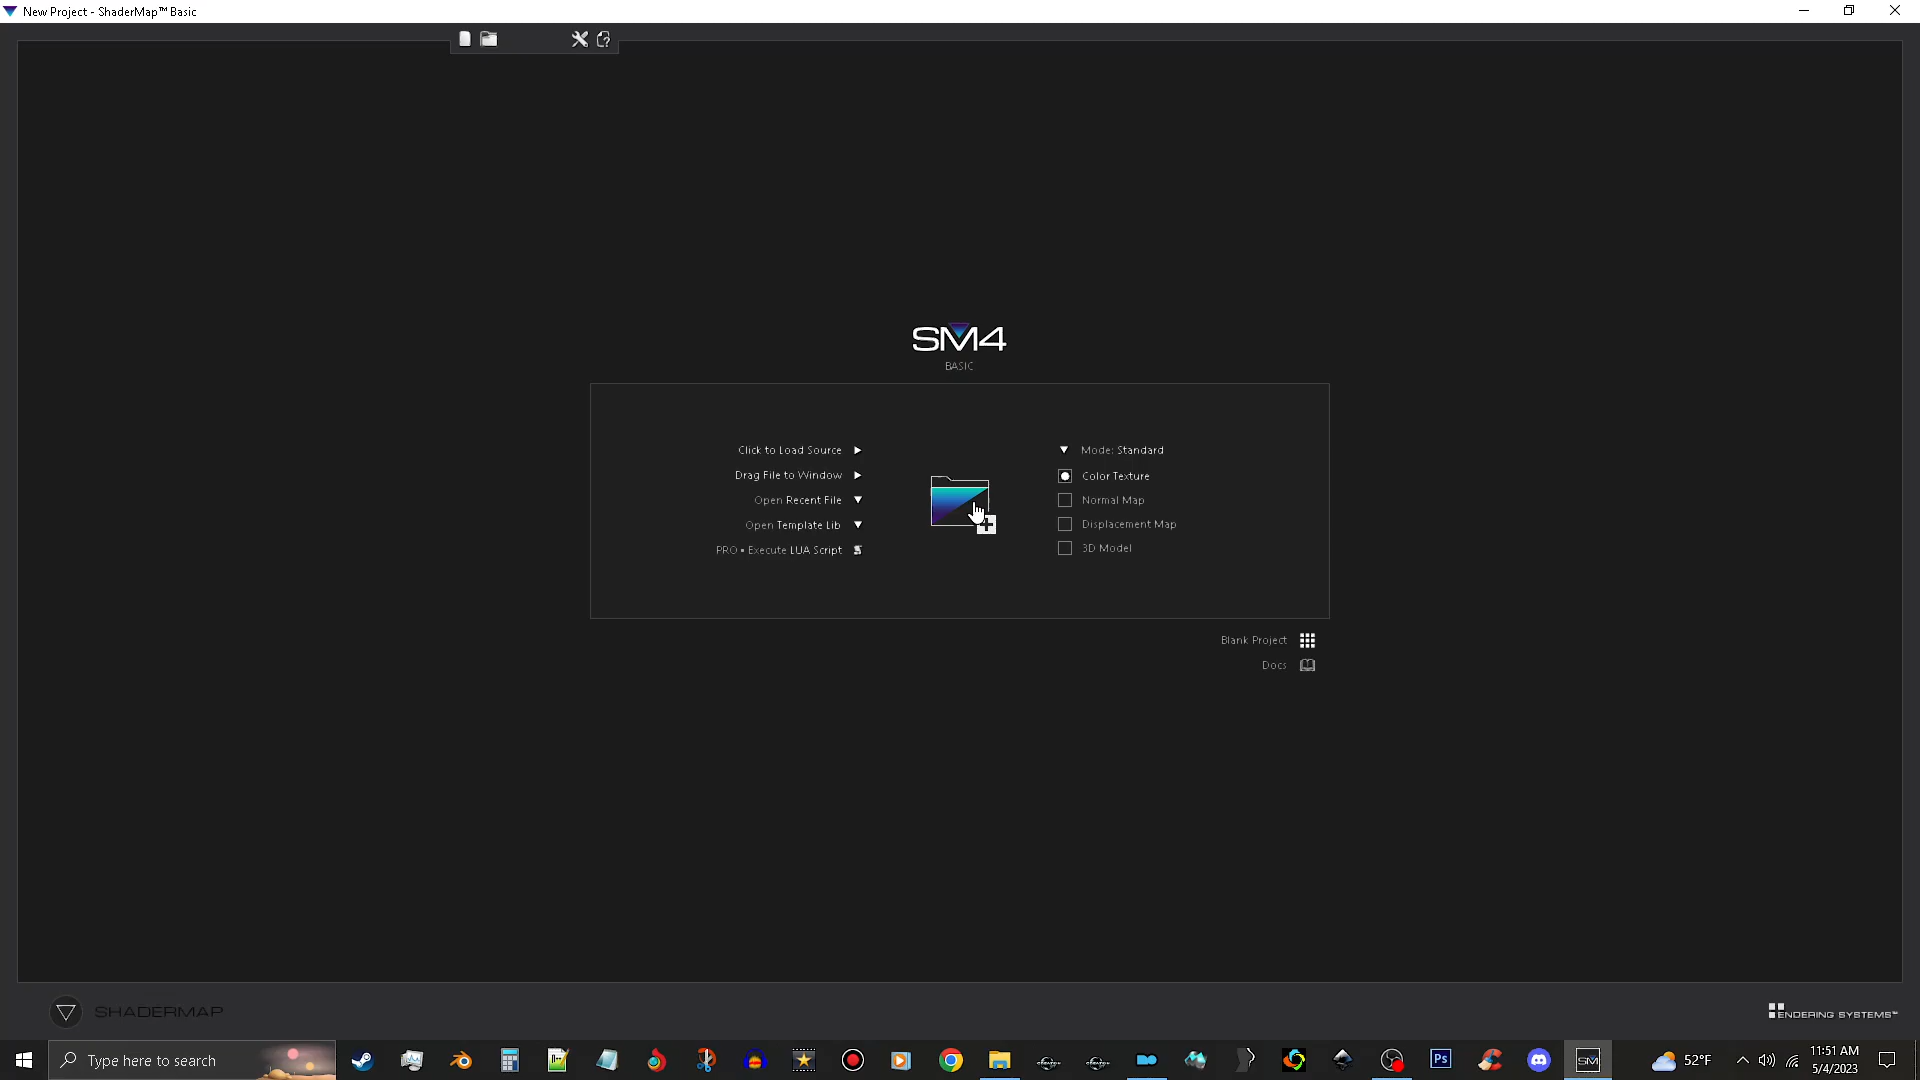 New Project - ShaderMap™ Basic
SM4
BASIC
Click to Load Source
Drag File to Window
Open Recent File
Open Template Lib
PRO • Execute LUA Script
Mode: Standard
Color Texture
Normal Map
Displacement Map
3D Model
Blank Project
Docs
SHADERMAP
RENDERING SYSTEMS™
Type here to search
Ps
SM
52°F
11:51 AM
5/4/2023